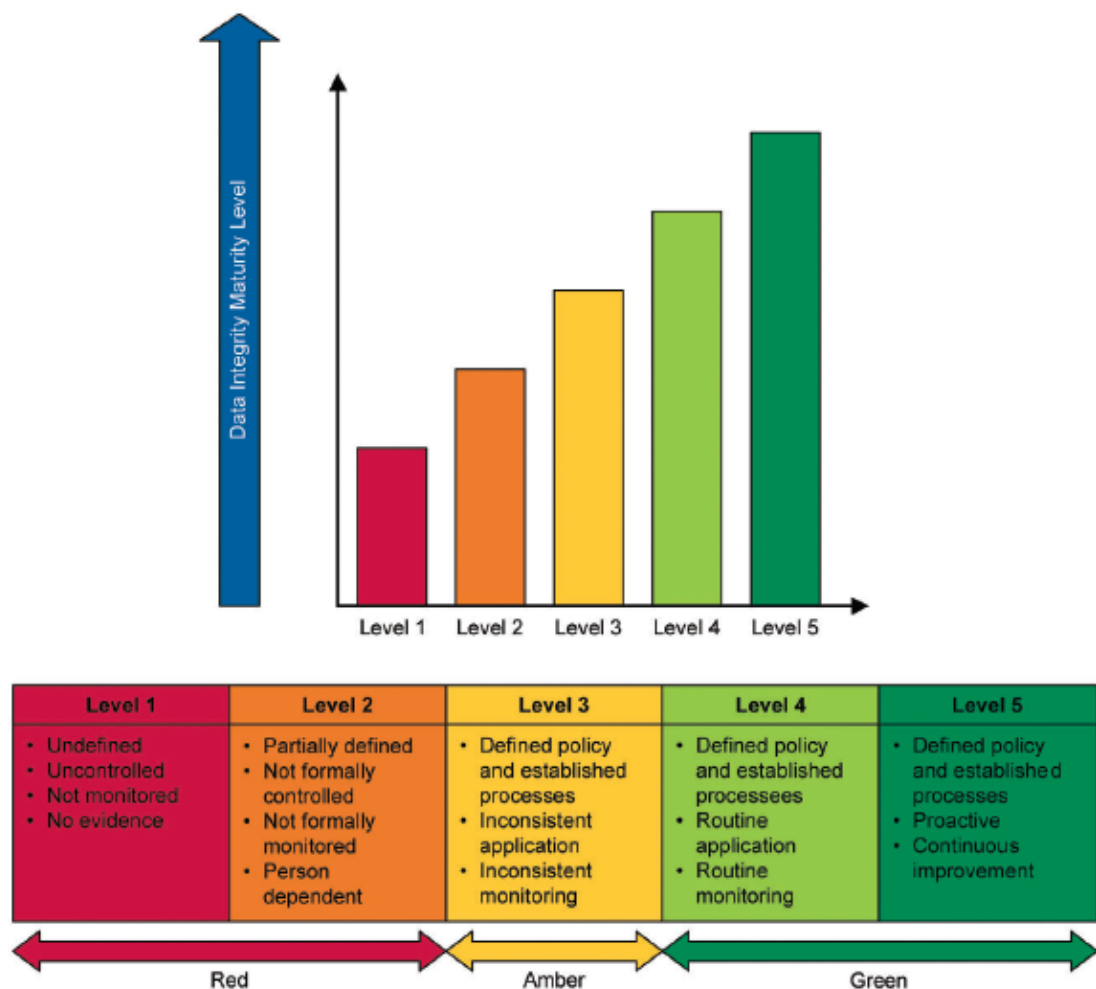 Data Integrity Maturity Level
Level 1
Level 2
Level 3
Level 4
Level 5
Level 1
• Undefined
• Uncontrolled
• Not monitored
• No evidence
Level 2
• Partially defined
• Not formally
controlled
• Not formally
monitored
• Person
dependent
Level 3
• Defined policy
and established
processes
• Inconsistent
application
• Inconsistent
monitoring
Level 4
• Defined policy
and established
processees
• Routine
application
• Routine
monitoring
Level 5
• Defined policy
and established
processes
• Proactive
• Continuous
improvement
Red
Amber
Green